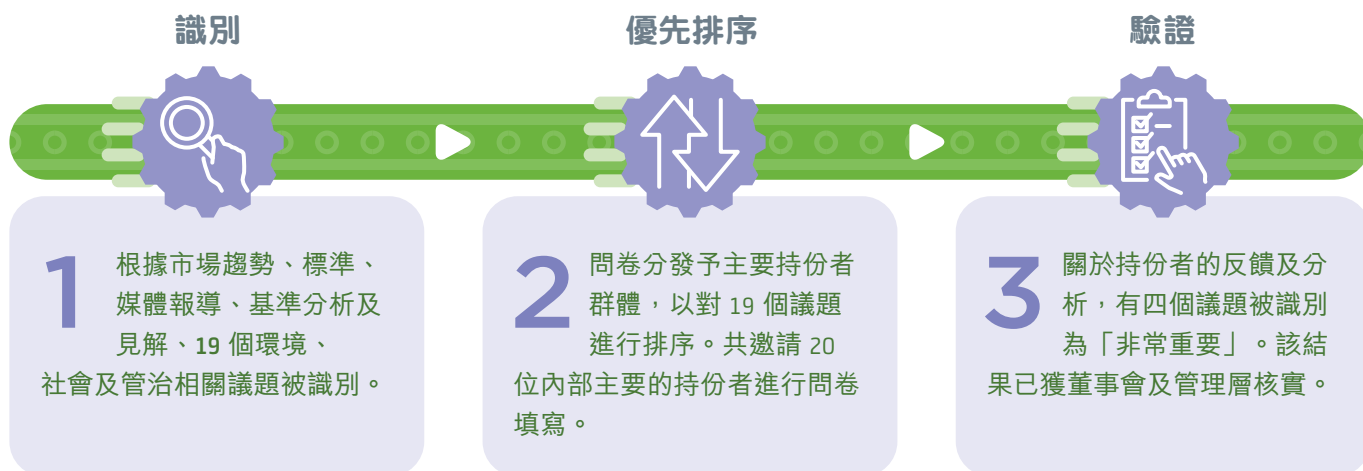 識別
優先排序
驗證
1
根據市場趨勢、標準、
媒體報導、基準分析及
見解、19 個環境、
社會及管治相關議題被識別。
2
問卷分發予主要持份者
群體，以對 19 個議題
進行排序。共邀請 20
位內部主要的持份者進行問卷
填寫。
3
關於持份者的反饋及分
析，有四個議題被識別
為「非常重要」。該結
果已獲董事會及管理層核實。